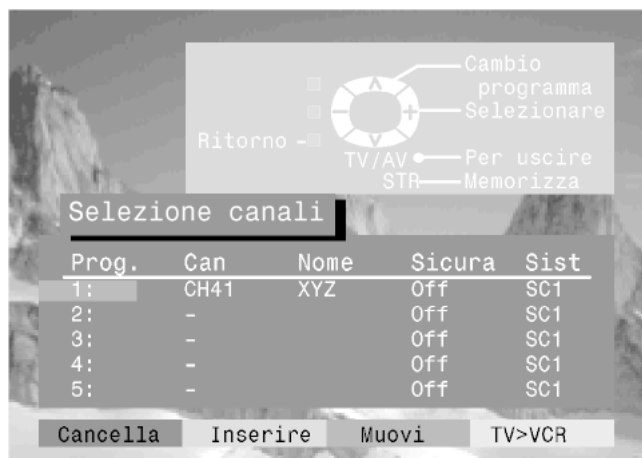 Cambio
programma
Selezionare
Ritorno
TV/AV
Per uscire
STR
Memorizza
Selezione canali
Prog. Can Nome Sicura Sist
1: CH41 XYZ Off SC1
2: - Off SC1
3: - Off SC1
4: - Off SC1
5: - Off SC1
Cancella Inserire Muovi TV>VCR